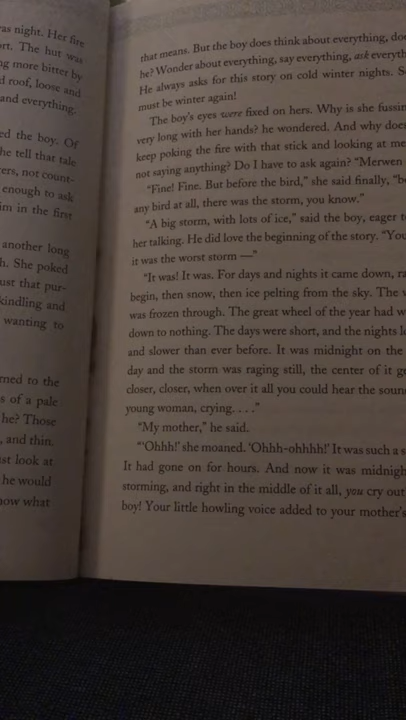 as night. Her fire
rt. The hut was
ng more bitter by
d roof, loose and
and everything.
ed the boy. Of
he tell that tale
ers, not count-
enough to ask
im in the first
another long
h. She poked
ust that pur-
kindling and
wanting to
rned to the
s of a pale
he? Those
, and thin.
ust look at
he would
now what
that means. But the boy does think about everything, doe
he? Wonder about everything, say everything, ask everyth
He always asks for this story on cold winter nights. S
must be winter again!
The boy's eyes were fixed on hers. Why is she fussin
very long with her hands? he wondered. And why doe
keep poking the fire with that stick and looking at me
not saying anything? Do I have to ask again? "Merwen
"Fine! Fine. But before the bird," she said finally, "b
any bird at all, there was the storm, you know."
"A big storm, with lots of ice," said the boy, eager t
her talking. He did love the beginning of the story. "You
it was the worst storm —"
"It was! It was. For days and nights it came down, ra
begin, then snow, then ice pelting from the sky. The
was frozen through. The great wheel of the year had w
down to nothing. The days were short, and the nights l
and slower than ever before. It was midnight on the
day and the storm was raging still, the center of it ge
closer, closer, when over it all you could hear the soun
young woman, crying. . . ."
"My mother," he said.
"'Ohhh!' she moaned. 'Ohhh-ohhhh!' It was such a s
It had gone on for hours. And now it was midnigh
storming, and right in the middle of it all, you cry out
boy! Your little howling voice added to your mother's